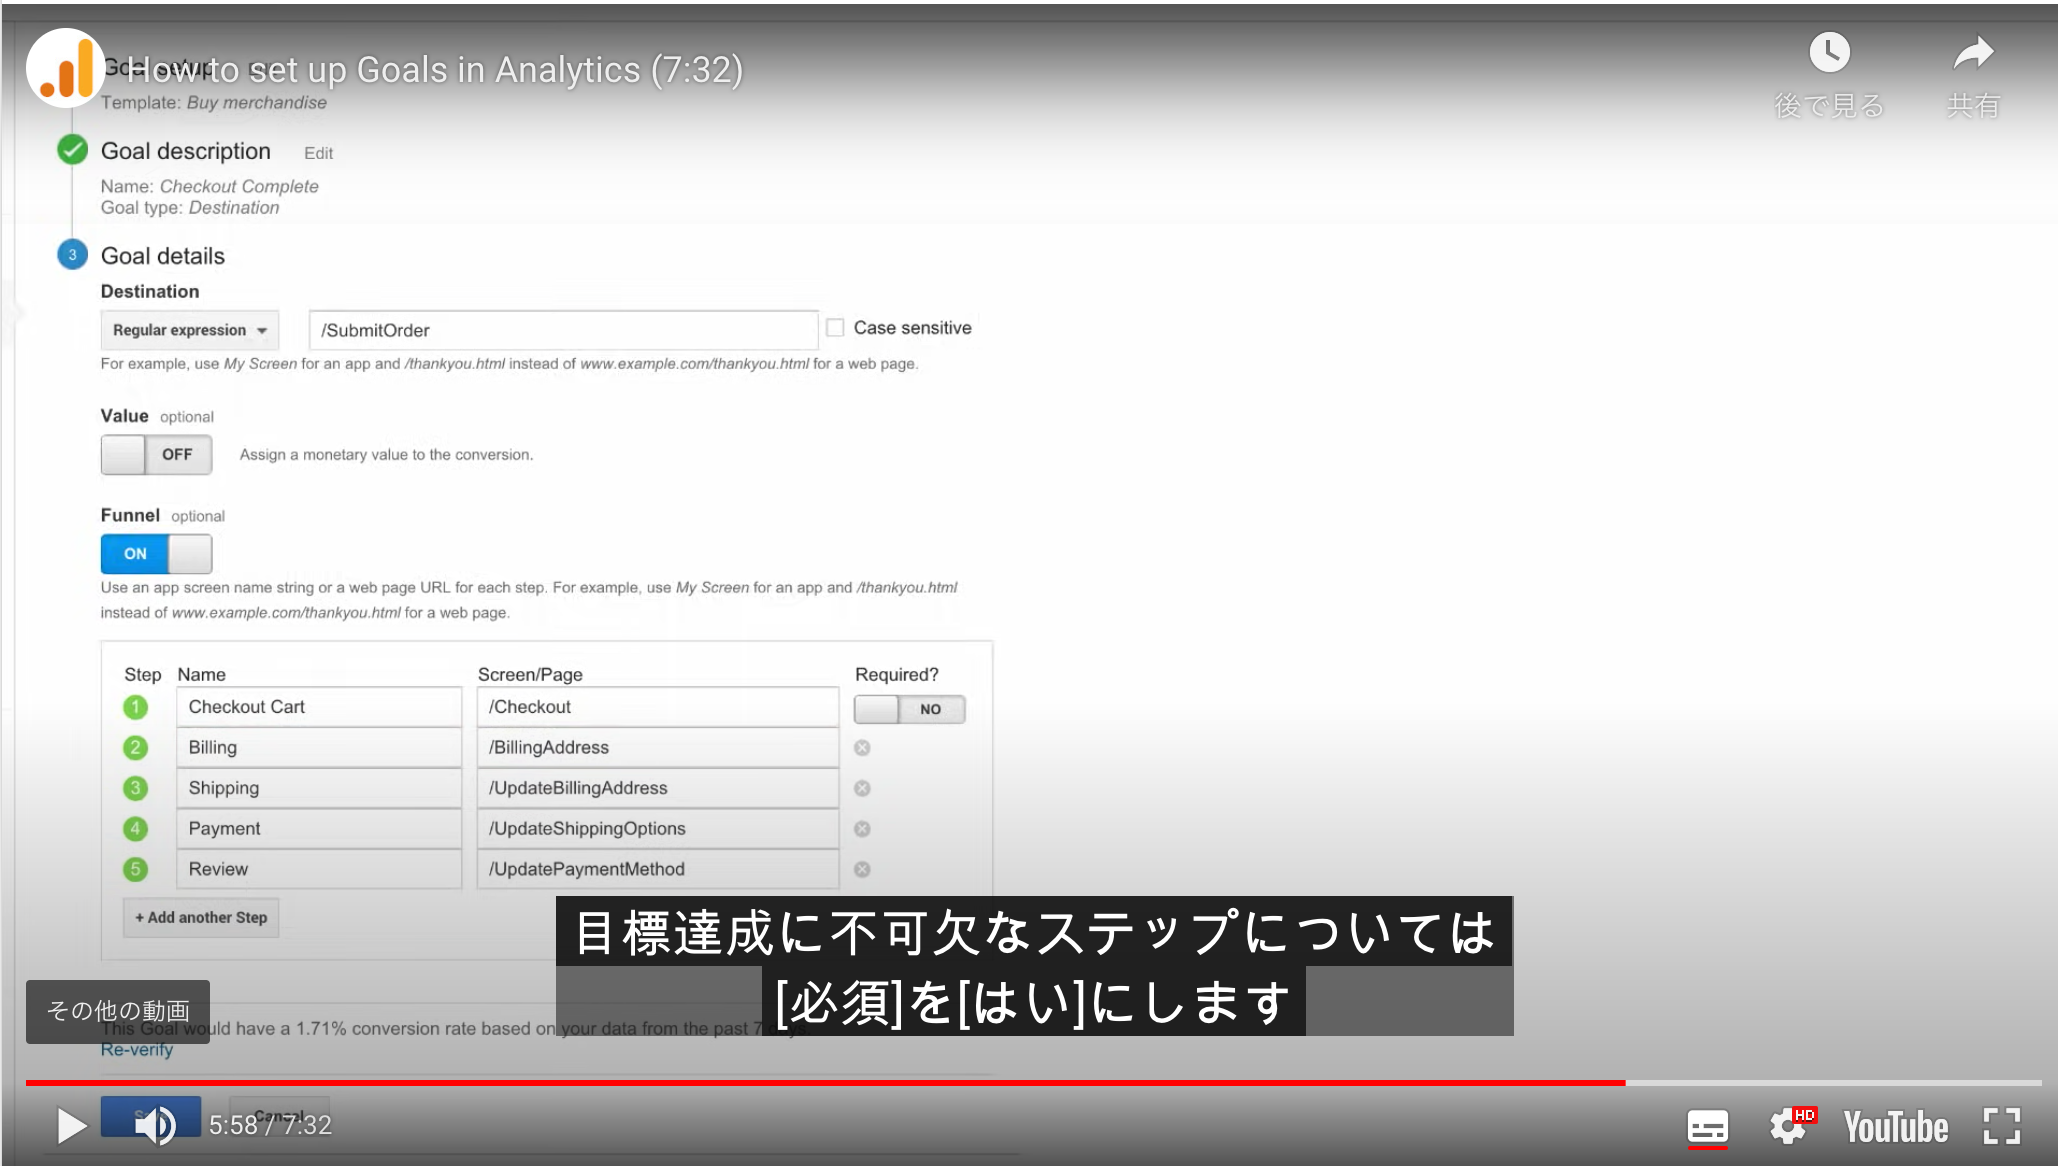 How to set up Goals in Analytics (7:32)
後で見る
共有
Goal setup
Template: Buy merchandise
Goal description Edit
Name: Checkout Complete
Goal type: Destination
3 Goal details
Destination
Regular expression /SubmitOrder Case sensitive
For example, use My Screen for an app and /thankyou.html instead of www.example.com/thankyou.html for a web page.
Value optional
OFF Assign a monetary value to the conversion.
Funnel optional
ON
Use an app screen name string or a web page URL for each step. For example, use My Screen for an app and /thankyou.html
instead of www.example.com/thankyou.html for a web page.
Step Name Screen/Page Required?
1 Checkout Cart /Checkout NO
2 Billing /BillingAddress
3 Shipping /UpdateBillingAddress
4 Payment /UpdateShippingOptions
5 Review /UpdatePaymentMethod
+ Add another Step
目標達成に不可欠なステップについては
[必須]を[はい]にします
その他の動画
This Goal would have a 1.71% conversion rate based on your data from the past 7 days.
Re-verify
Cancel
5:58 / 7:32
HD
YouTube